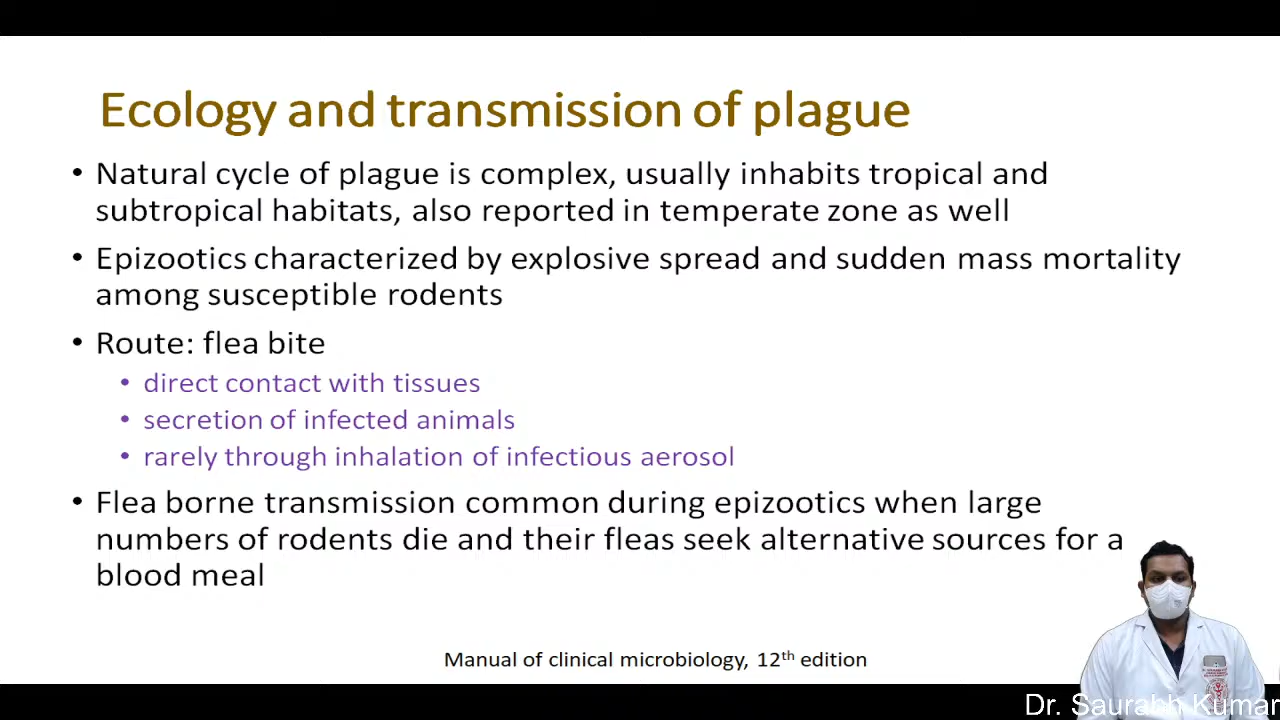 Ecology and transmission of plague
• Natural cycle of plague is complex, usually inhabits tropical and
subtropical habitats, also reported in temperate zone as well
• Epizootics characterized by explosive spread and sudden mass mortality
among susceptible rodents
• Route: flea bite
• direct contact with tissues
• secretion of infected animals
• rarely through inhalation of infectious aerosol
• Flea borne transmission common during epizootics when large
numbers of rodents die and their fleas seek alternative sources for a
blood meal
Manual of clinical microbiology, 12th edition
Dr. Saurabh Kumar